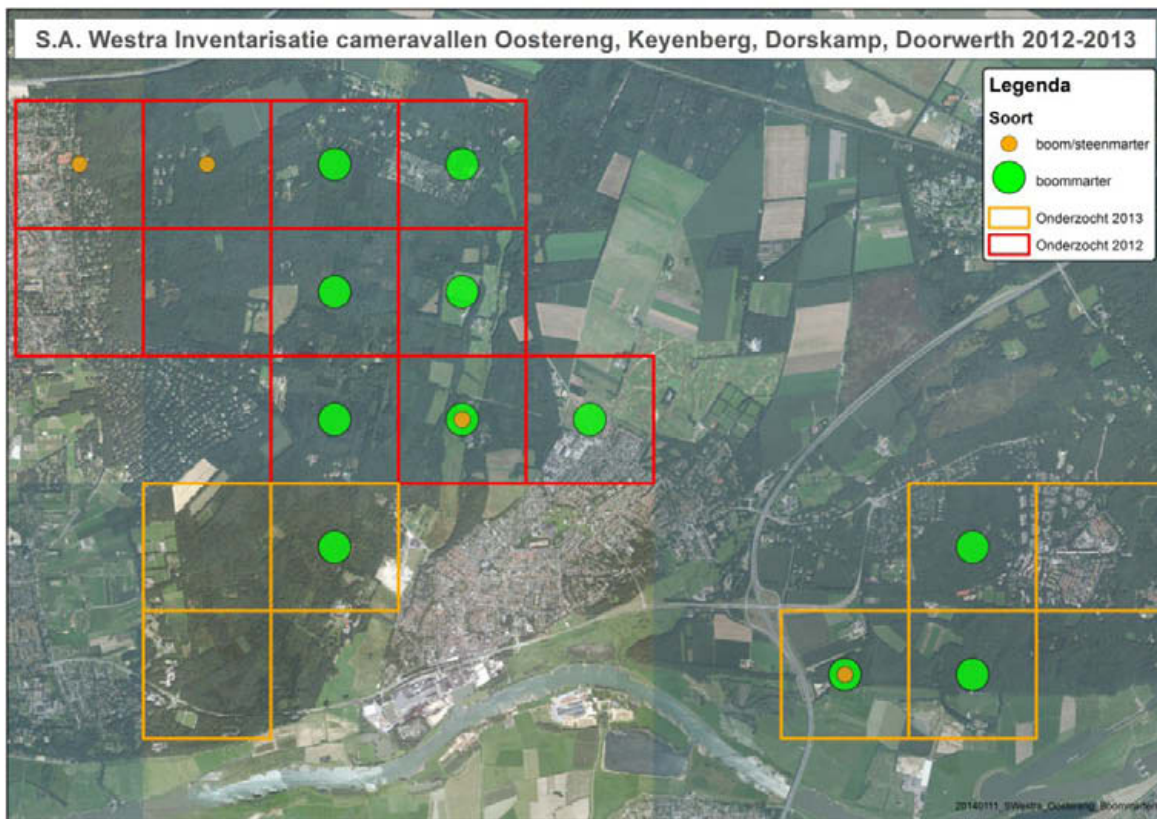 S.A. Westra Inventarisatie cameravallen Oostereng, Keyenberg, Dorskamp, Doorwerth 2012-2013
Legenda
Soort
boom/steenmarter
boommarter
Onderzocht 2013
Onderzocht 2012